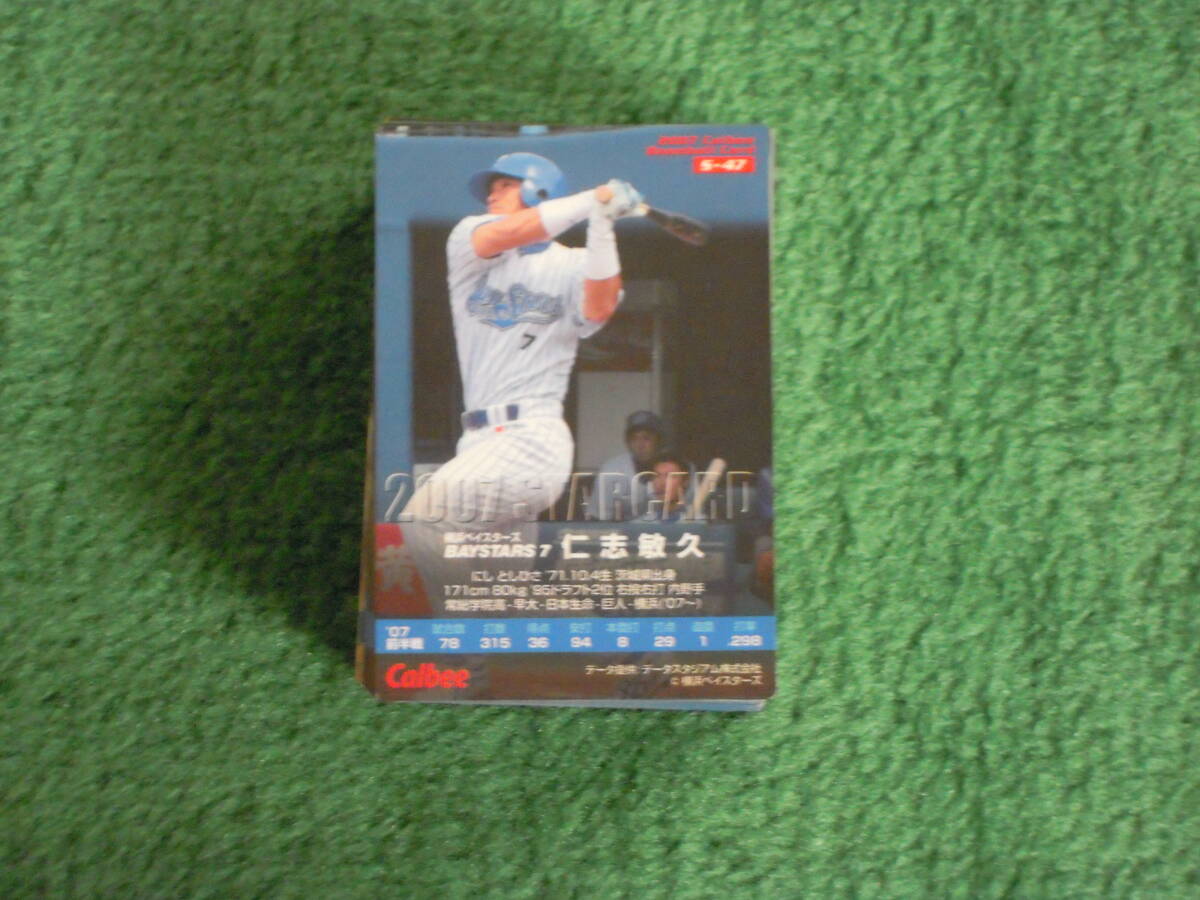 2007 Calbee
Baseball Card
S-47
7
2007 STARCARD
横浜ベイスターズ
BAYSTARS 7 仁志敏久
にし としひさ '71.10.4生 茨城県出身
171cm 80kg '95ドラフト2位 右投右打 内野手
常総学院高-早大-日本生命-巨人-横浜('07〜)
'07 試合数 打数 得点 安打 本塁打 打点 盗塁 打率
前半戦 78 315 36 94 8 29 1 .298
Calbee
データ提供:データスタジアム株式会社
© 横浜ベイスターズ